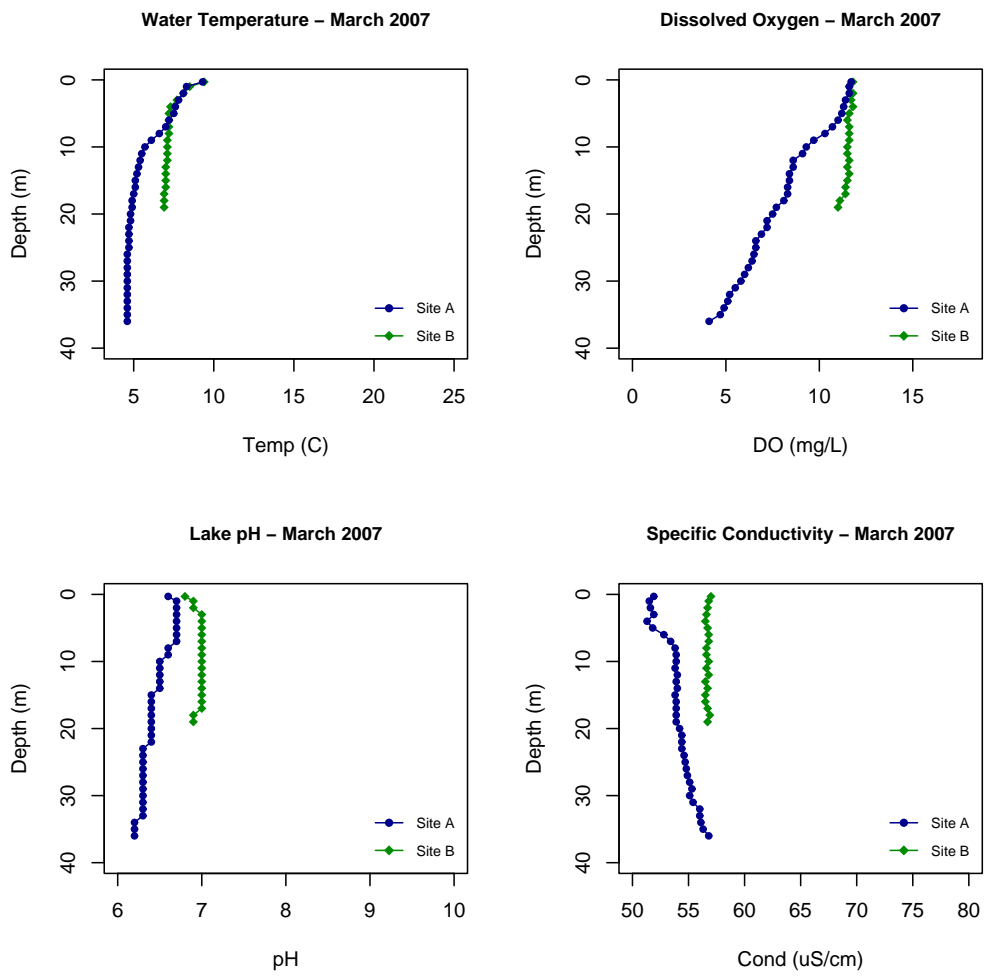 Water Temperature − March 2007
Depth (m)
0
10
20
30
40
Site A
Site B
5 10 15 20 25
Temp (C)
Dissolved Oxygen − March 2007
Depth (m)
0
10
20
30
40
Site A
Site B
0 5 10 15
DO (mg/L)
Lake pH − March 2007
Depth (m)
0
10
20
30
40
Site A
Site B
6 7 8 9 10
pH
Specific Conductivity − March 2007
Depth (m)
0
10
20
30
40
Site A
Site B
50 55 60 65 70 75 80
Cond (uS/cm)